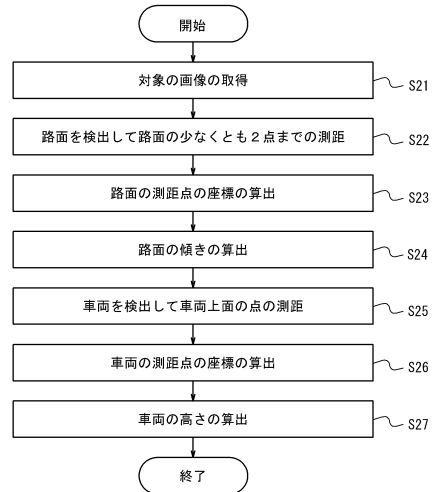 開始
対象の画像の取得
S21
路面を検出して路面の少なくとも２点までの測距
S22
路面の測距点の座標の算出
S23
路面の傾きの算出
S24
車両を検出して車両上面の点の測距
S25
車両の測距点の座標の算出
S26
車両の高さの算出
S27
終了